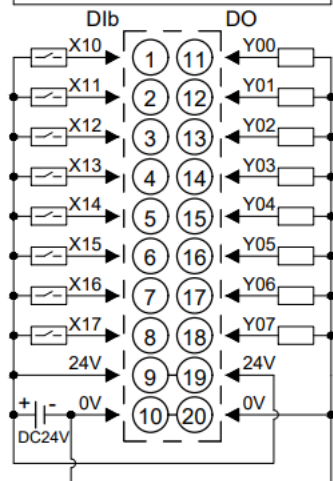 DIb DO
X10 1 11 Y00
X11 2 12 Y01
X12 3 13 Y02
X13 4 14 Y03
X14 5 15 Y04
X15 6 16 Y05
X16 7 17 Y06
X17 8 18 Y07
24V 9 19 24V
+ - 0V 10 20 0V
DC24V